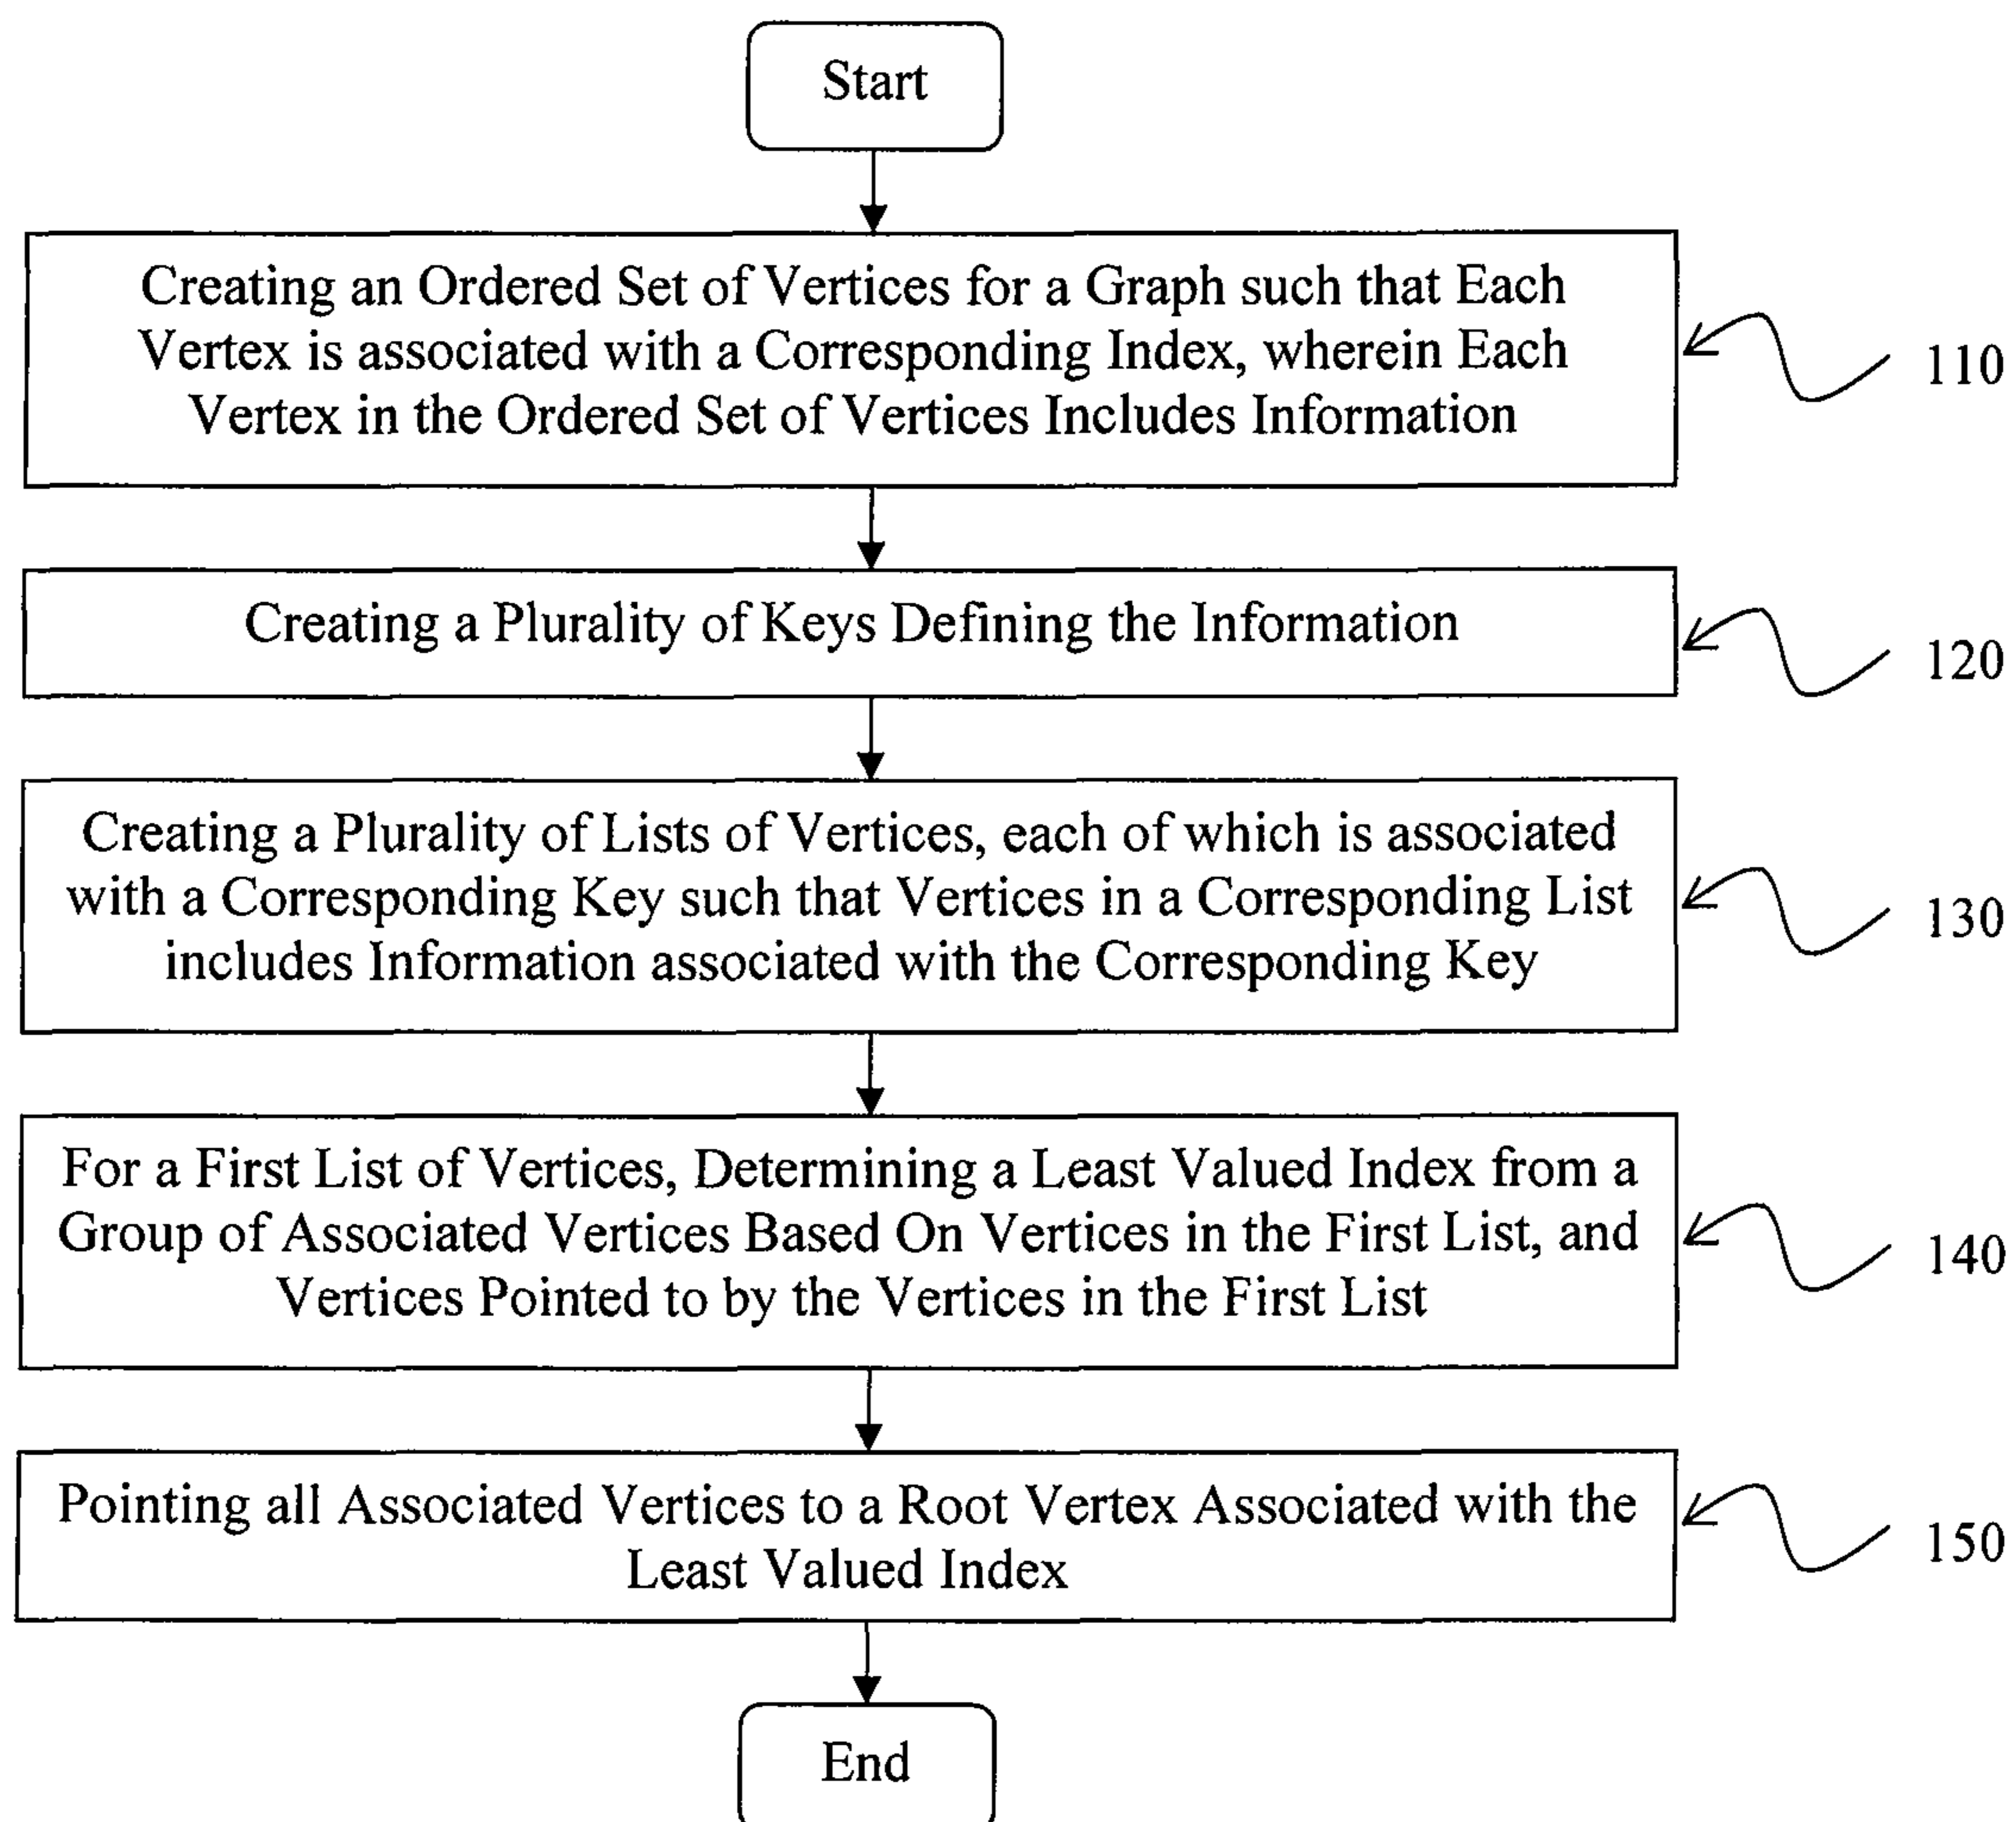 Start
Creating an Ordered Set of Vertices for a Graph such that Each
Vertex is associated with a Corresponding Index, wherein Each
Vertex in the Ordered Set of Vertices Includes Information
110
Creating a Plurality of Keys Defining the Information
120
Creating a Plurality of Lists of Vertices, each of which is associated
with a Corresponding Key such that Vertices in a Corresponding List
includes Information associated with the Corresponding Key
130
For a First List of Vertices, Determining a Least Valued Index from a
Group of Associated Vertices Based On Vertices in the First List, and
Vertices Pointed to by the Vertices in the First List
140
Pointing all Associated Vertices to a Root Vertex Associated with the
Least Valued Index
150
End